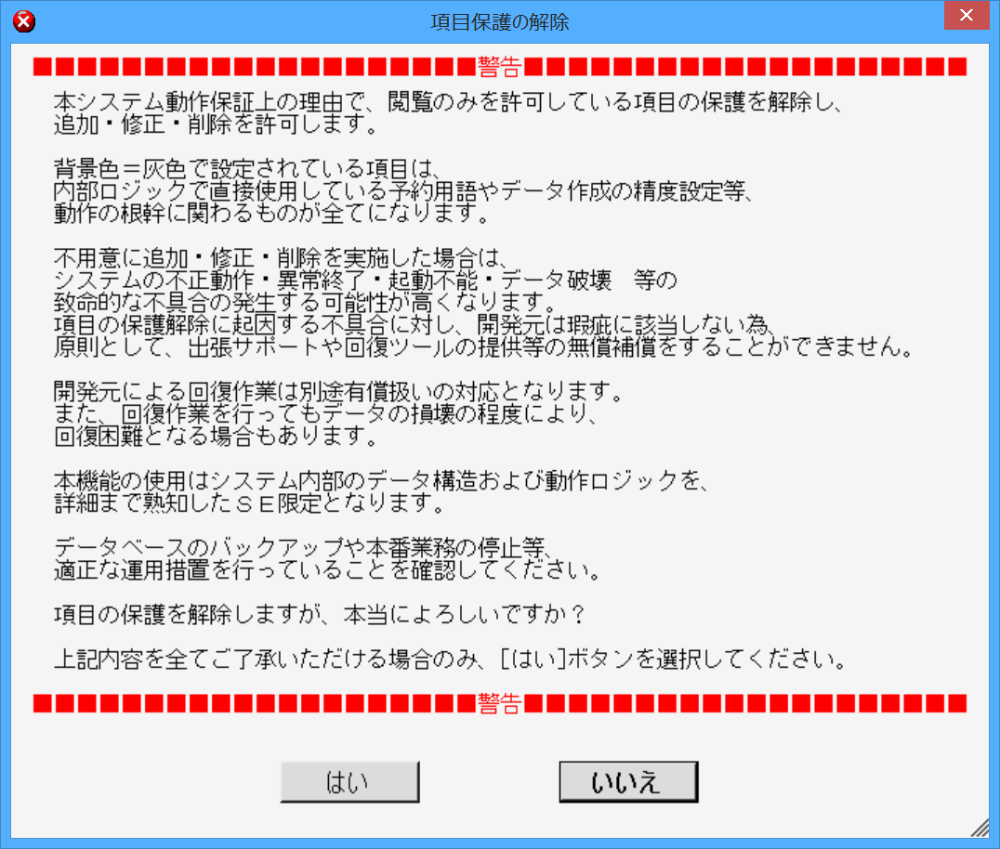 項目保護の解除
■■■■■■■■■■■■■■■■■■■■警告■■■■■■■■■■■■■■■■■■■■
本システム動作保証上の理由で、閲覧のみを許可している項目の保護を解除し、
追加・修正・削除を許可します。
背景色＝灰色で設定されている項目は、
内部ロジックで直接使用している予約用語やデータ作成の精度設定等、
動作の根幹に関わるものが全てになります。
不用意に追加・修正・削除を実施した場合は、
システムの不正動作・異常終了・起動不能・データ破壊　等の
致命的な不具合の発生する可能性が高くなります。
項目の保護解除に起因する不具合に対し、開発元は瑕疵に該当しない為、
原則として、出張サポートや回復ツールの提供等の無償補償をすることができません。
開発元による回復作業は別途有償扱いの対応となります。
また、回復作業を行ってもデータの損壊の程度により、
回復困難となる場合もあります。
本機能の使用はシステム内部のデータ構造および動作ロジックを、
詳細まで熟知したＳＥ限定となります。
データベースのバックアップや本番業務の停止等、
適正な運用措置を行っていることを確認してください。
項目の保護を解除しますが、本当によろしいですか？
上記内容を全てご了承いただける場合のみ、[はい]ボタンを選択してください。
■■■■■■■■■■■■■■■■■■■■警告■■■■■■■■■■■■■■■■■■■■
はい
いいえ